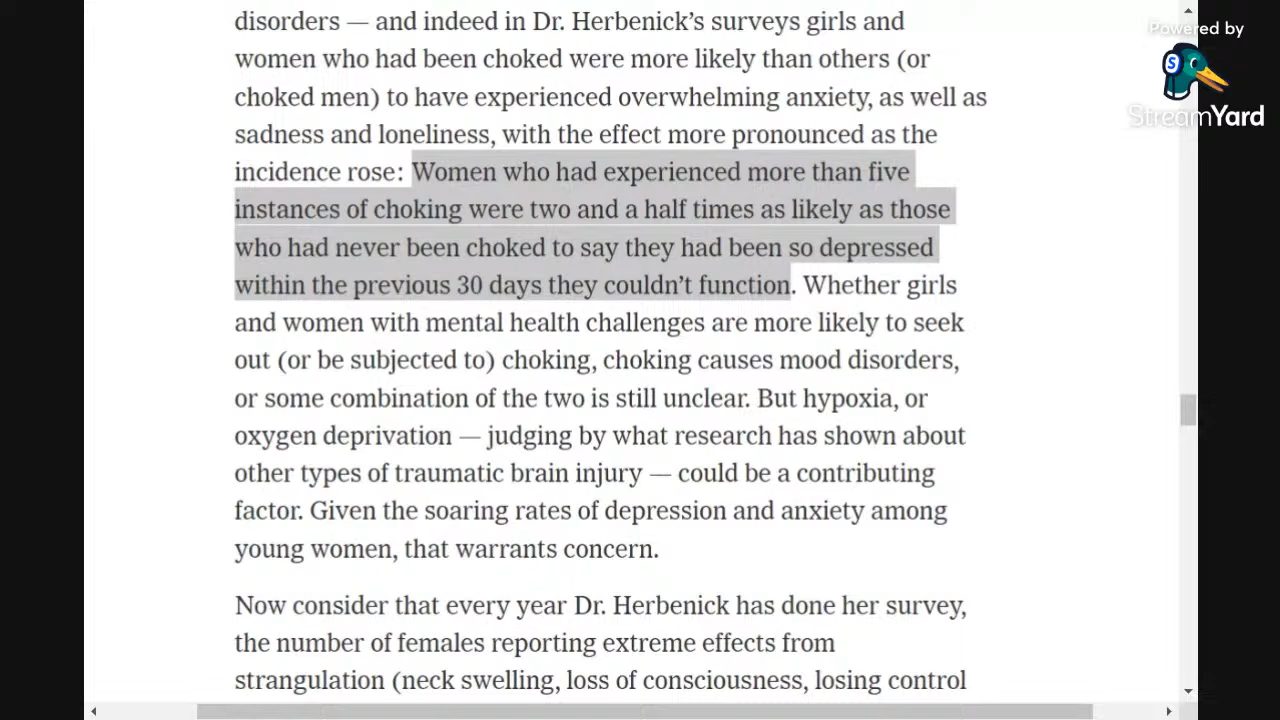 disorders — and indeed in Dr. Herbenick’s surveys girls and
women who had been choked were more likely than others (or
choked men) to have experienced overwhelming anxiety, as well as
sadness and loneliness, with the effect more pronounced as the
incidence rose: Women who had experienced more than five
instances of choking were two and a half times as likely as those
who had never been choked to say they had been so depressed
within the previous 30 days they couldn’t function. Whether girls
and women with mental health challenges are more likely to seek
out (or be subjected to) choking, choking causes mood disorders,
or some combination of the two is still unclear. But hypoxia, or
oxygen deprivation — judging by what research has shown about
other types of traumatic brain injury — could be a contributing
factor. Given the soaring rates of depression and anxiety among
young women, that warrants concern.
Now consider that every year Dr. Herbenick has done her survey,
the number of females reporting extreme effects from
strangulation (neck swelling, loss of consciousness, losing control
Powered by
S
StreamYard